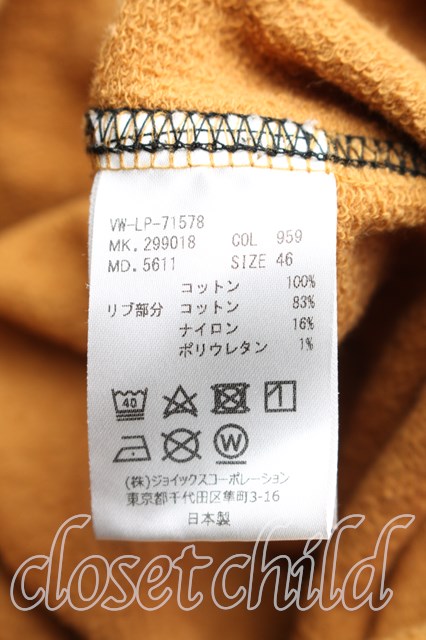 VW-LP-71578
MK. 299018 COL 959
MD. 5611 SIZE 46
コットン 100%
リブ部分 コットン 83%
ナイロン 16%
ポリウレタン 1%
40
W
(株)ジョイックスコーポレーション
東京都千代田区隼町3-16
日本製
closetchild